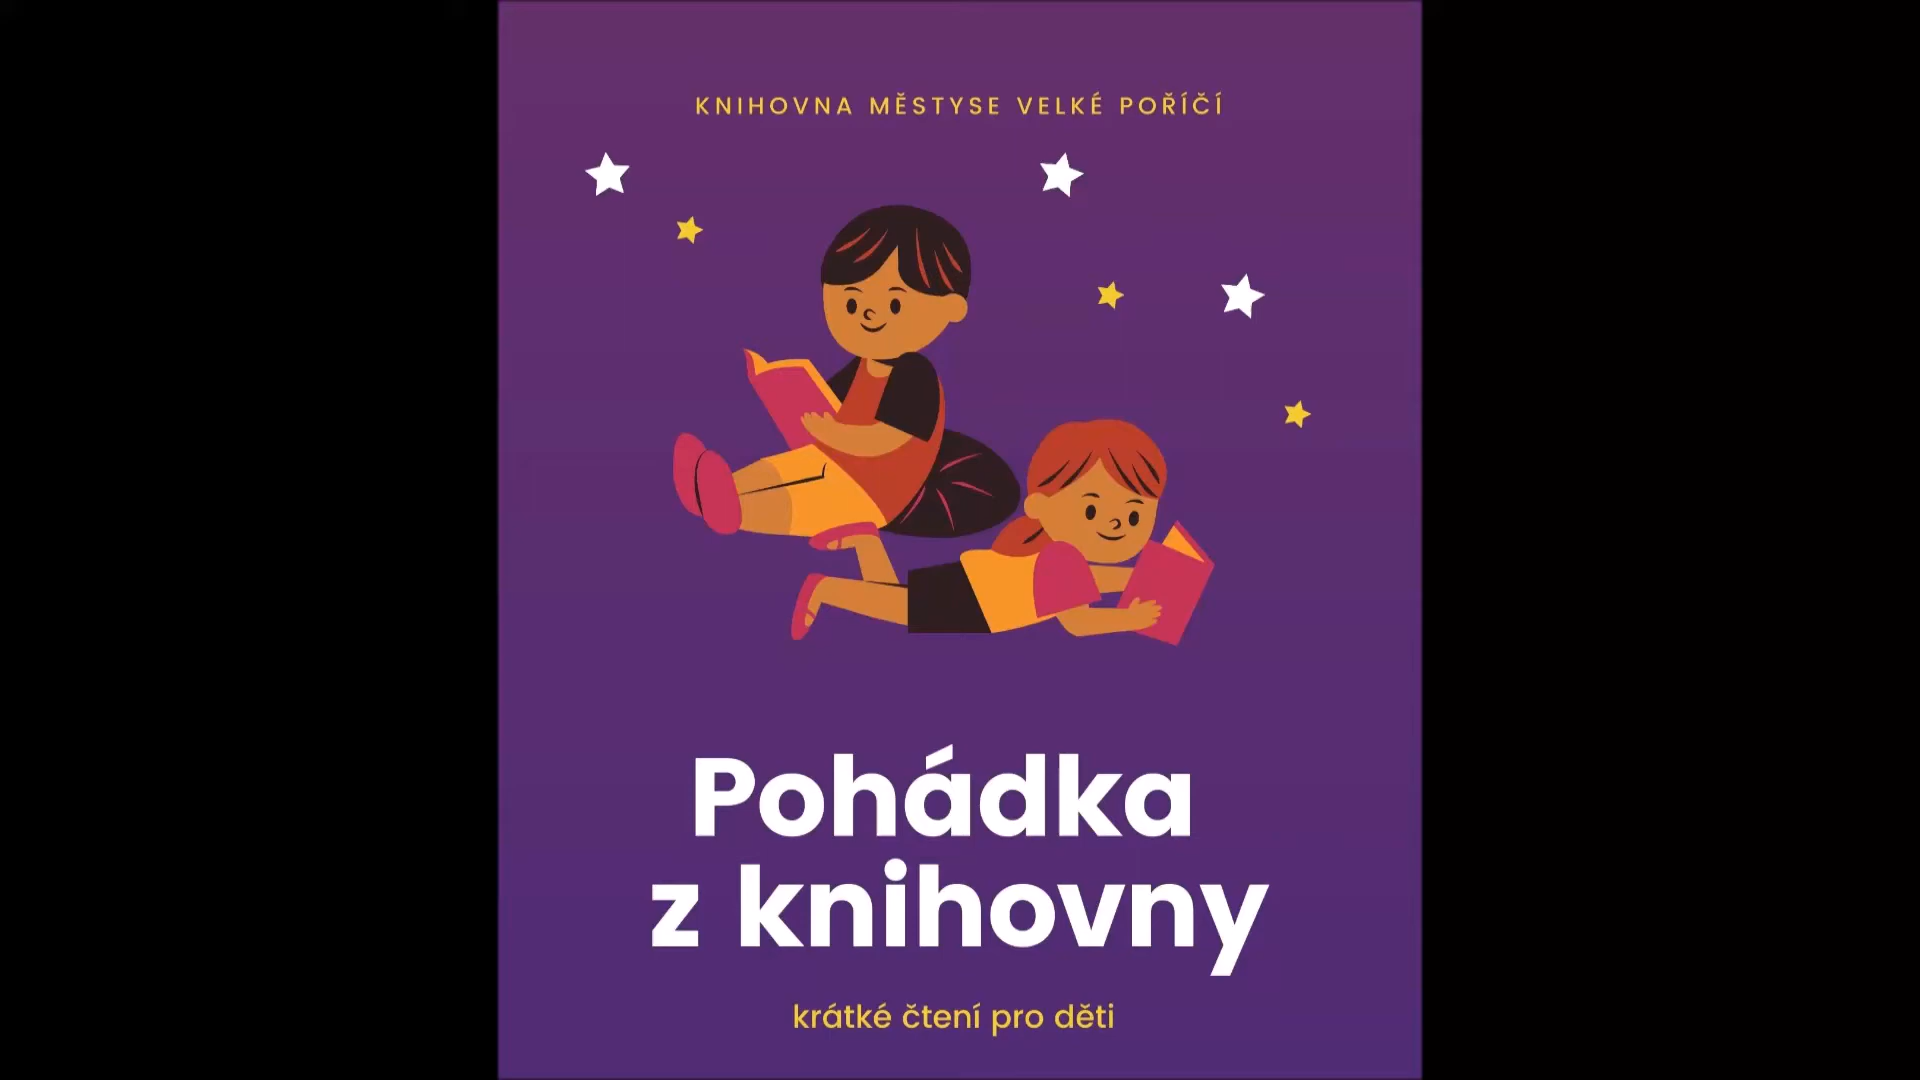 KNIHOVNA MĚSTYSE VELKÉ POŘÍČÍ
Pohádka
z knihovny
krátké čtení pro děti